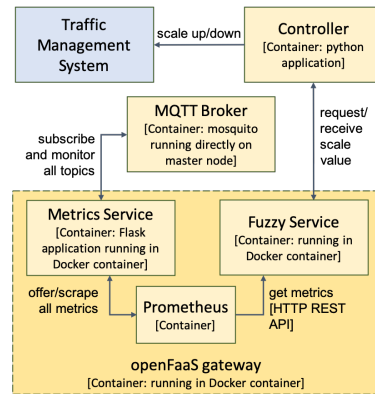 Traffic
Management
System
scale up/down
Controller
[Container: python
application]
MQTT Broker
[Container: mosquito
running directly on
master node]
subscribe
and monitor
all topics
request/
receive
scale
value
Metrics Service
[Container: Flask
application running in
Docker container]
Fuzzy Service
[Container: running in
Docker container]
offer/scrape
all metrics
Prometheus
[Container]
get metrics
[HTTP REST
API]
openFaaS gateway
[Container: running in Docker container]